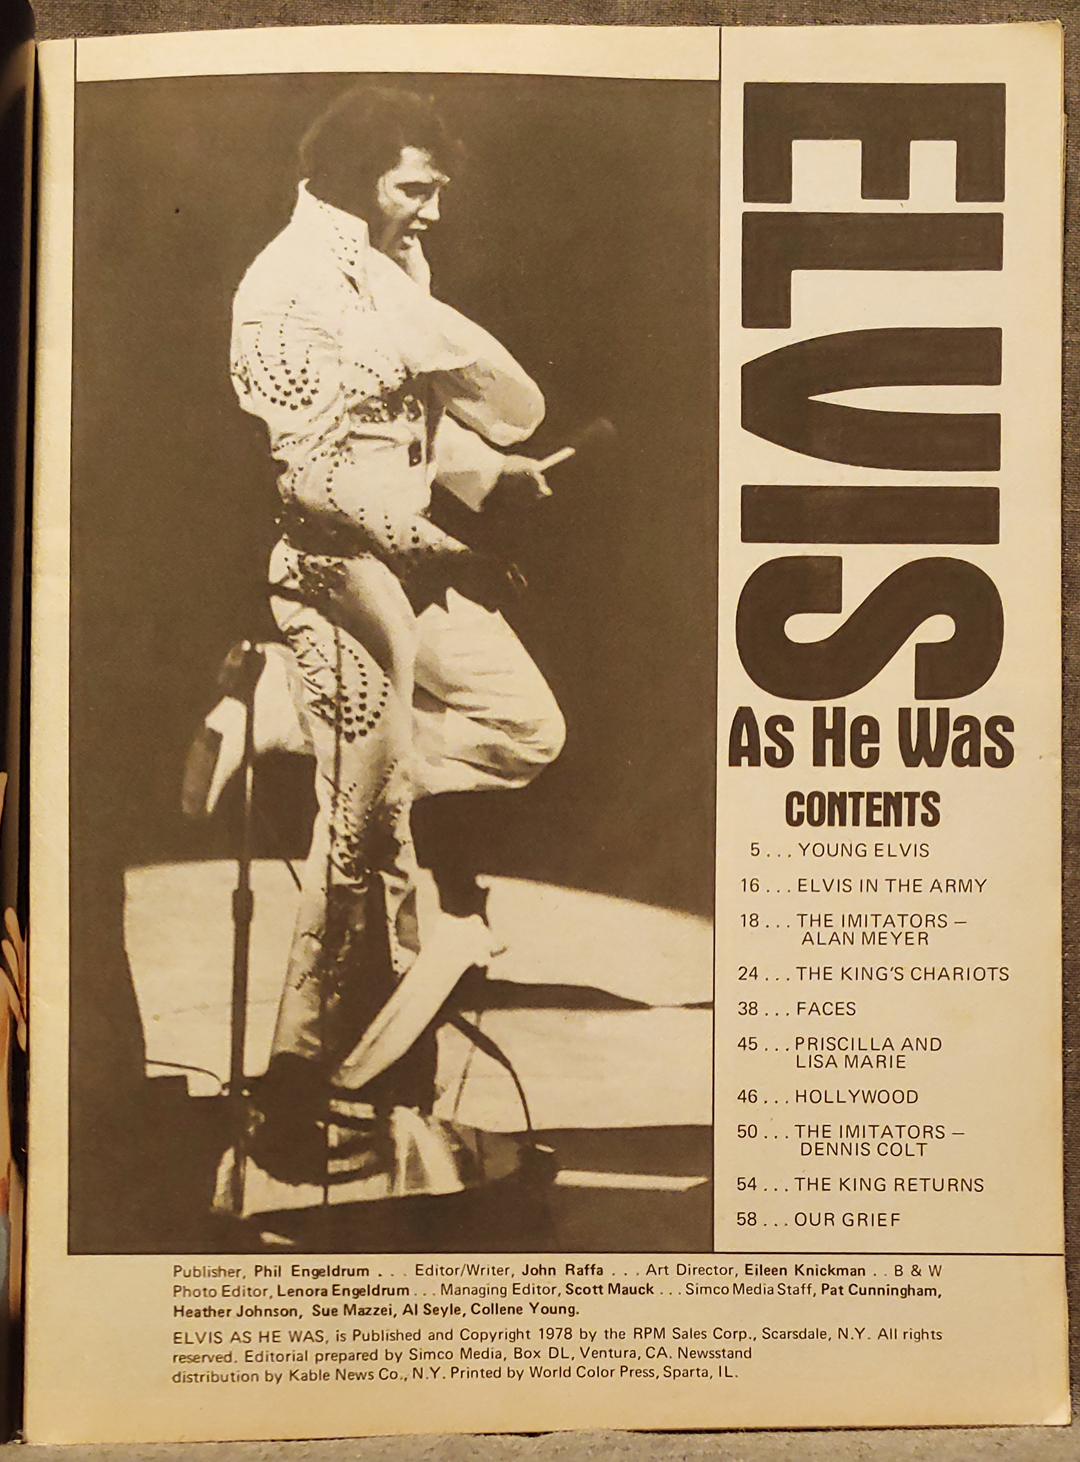 ELVIS
As He Was
CONTENTS
5 . . . YOUNG ELVIS
16 . . . ELVIS IN THE ARMY
18 . . . THE IMITATORS –
ALAN MEYER
24 . . . THE KING'S CHARIOTS
38 . . . FACES
45 . . . PRISCILLA AND
LISA MARIE
46 . . . HOLLYWOOD
50 . . . THE IMITATORS –
DENNIS COLT
54 . . . THE KING RETURNS
58 . . . OUR GRIEF
Publisher, Phil Engeldrum . . . Editor/Writer, John Raffa . . . Art Director, Eileen Knickman . . B & W
Photo Editor, Lenora Engeldrum . . . Managing Editor, Scott Mauck . . . Simco Media Staff, Pat Cunningham,
Heather Johnson, Sue Mazzei, Al Seyle, Collene Young.
ELVIS AS HE WAS, is Published and Copyright 1978 by the RPM Sales Corp., Scarsdale, N.Y. All rights
reserved. Editorial prepared by Simco Media, Box DL, Ventura, CA. Newsstand
distribution by Kable News Co., N.Y. Printed by World Color Press, Sparta, IL.